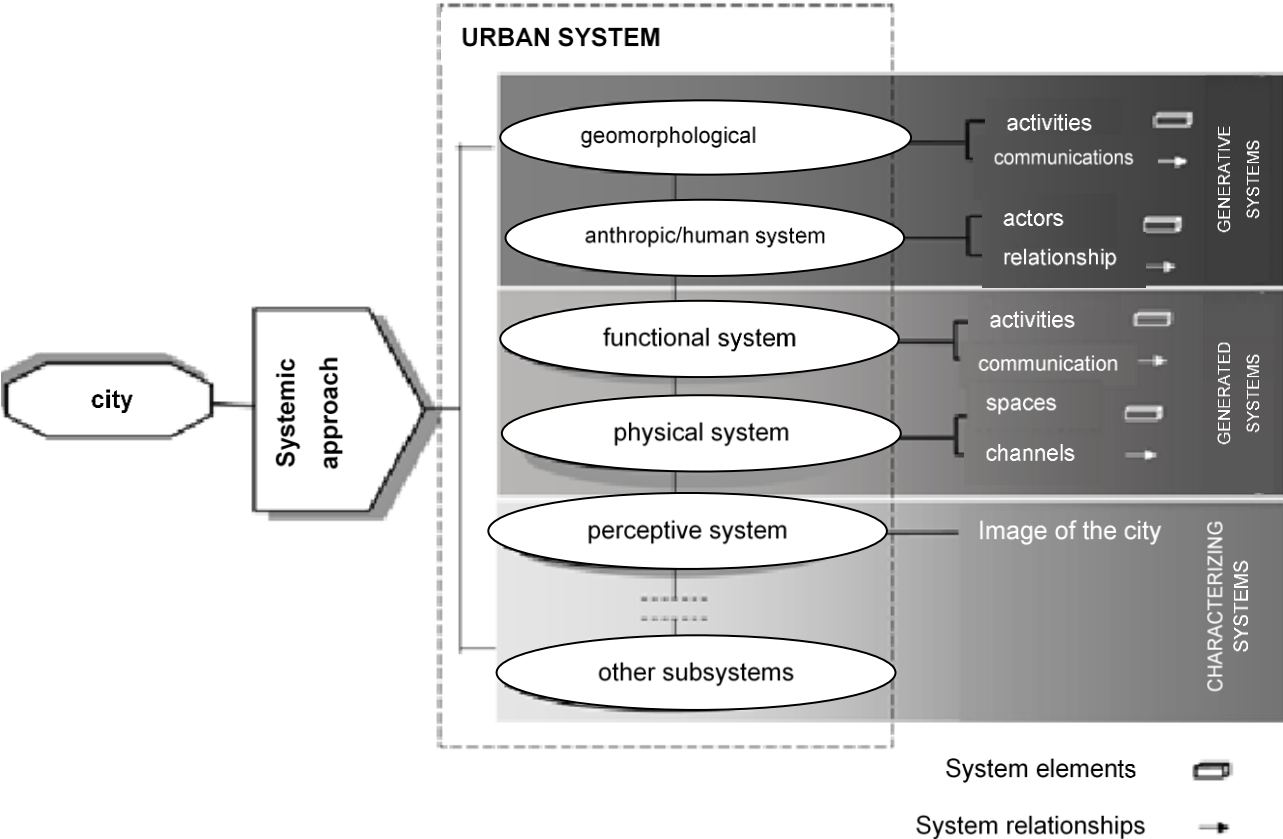 URBAN SYSTEM
city
Systemic
approach
geomorphological
activities
communications
anthropic/human system
actors
relationship
GENERATIVE
SYSTEMS
functional system
activities
communication
physical system
spaces
channels
GENERATED
SYSTEMS
perceptive system
Image of the city
other subsystems
CHARACTERIZING
SYSTEMS
System elements
System relationships